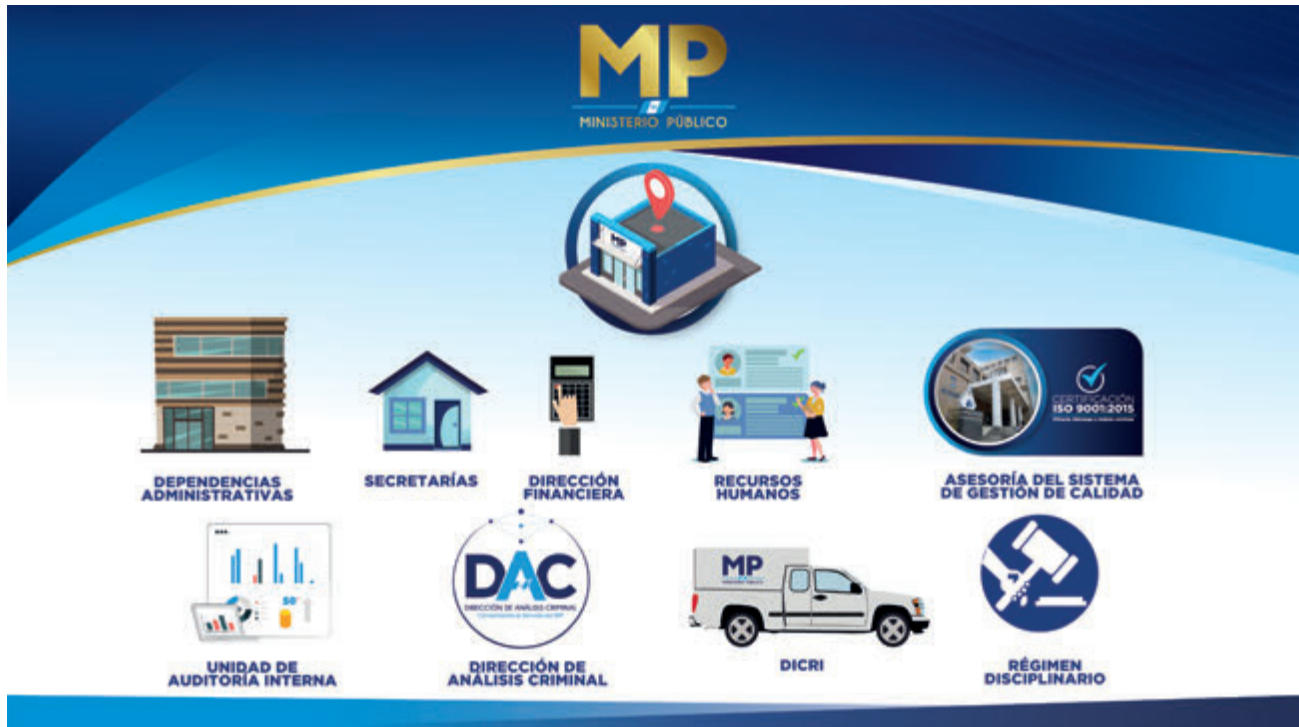 MP
MINISTERIO PÚBLICO
MP
DEPENDENCIAS
ADMINISTRATIVAS
SECRETARÍAS
DIRECCIÓN
FINANCIERA
RECURSOS
HUMANOS
CERTIFICACIÓN
ISO 9001:2015
ASESORÍA DEL SISTEMA
DE GESTIÓN DE CALIDAD
UNIDAD DE
AUDITORÍA INTERNA
DAC
DIRECCIÓN DE ANÁLISIS CRIMINAL
DIRECCIÓN DE
ANÁLISIS CRIMINAL
MP
MINISTERIO PÚBLICO
DICRI
RÉGIMEN
DISCIPLINARIO